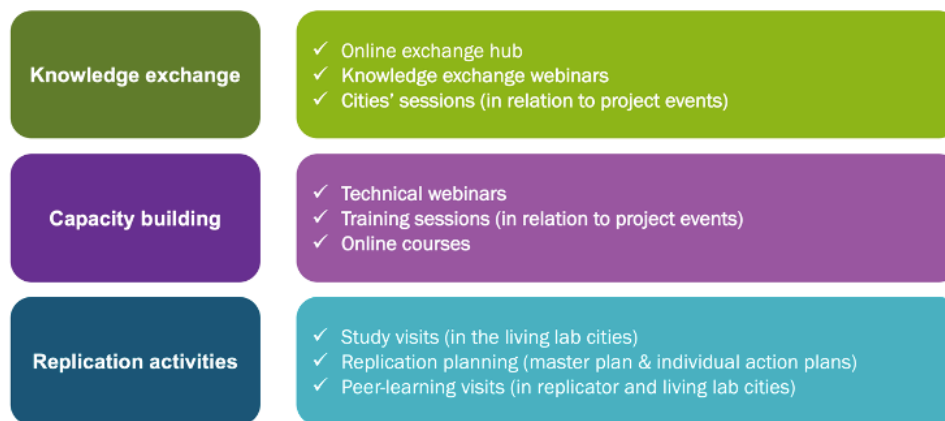 Knowledge exchange
✓ Online exchange hub
✓ Knowledge exchange webinars
✓ Cities' sessions (in relation to project events)
Capacity building
✓ Technical webinars
✓ Training sessions (in relation to project events)
✓ Online courses
Replication activities
✓ Study visits (in the living lab cities)
✓ Replication planning (master plan & individual action plans)
✓ Peer-learning visits (in replicator and living lab cities)